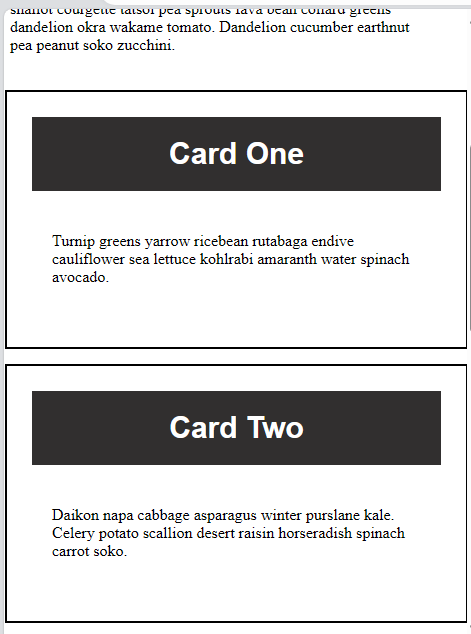 shallot courgette tatsoi pea sprouts fava bean collard greens
dandelion okra wakame tomato. Dandelion cucumber earthnut
pea peanut soko zucchini.
Card One
Turnip greens yarrow ricebean rutabaga endive
cauliflower sea lettuce kohlrabi amaranth water spinach
avocado.
Card Two
Daikon napa cabbage asparagus winter purslane kale.
Celery potato scallion desert raisin horseradish spinach
carrot soko.